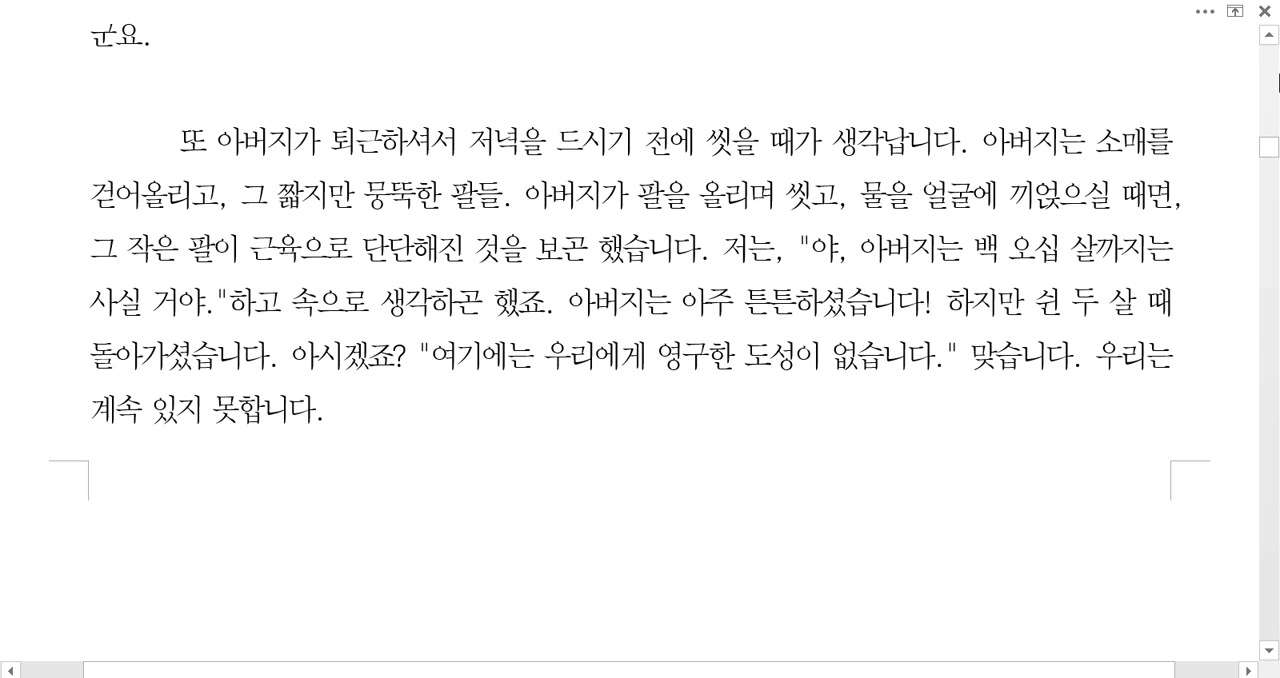 군요.
또 아버지가 퇴근하셔서 저녁을 드시기 전에 씻을 때가 생각납니다. 아버지는 소매를
걷어올리고, 그 짧지만 뭉뚝한 팔들. 아버지가 팔을 올리며 씻고, 물을 얼굴에 끼얹으실 때면,
그 작은 팔이 근육으로 단단해진 것을 보곤 했습니다. 저는, "야, 아버지는 백 오십 살까지는
사실 거야."하고 속으로 생각하곤 했죠. 아버지는 아주 튼튼하셨습니다! 하지만 쉰 두 살 때
돌아가셨습니다. 아시겠죠? "여기에는 우리에게 영구한 도성이 없습니다." 맞습니다. 우리는
계속 있지 못합니다.